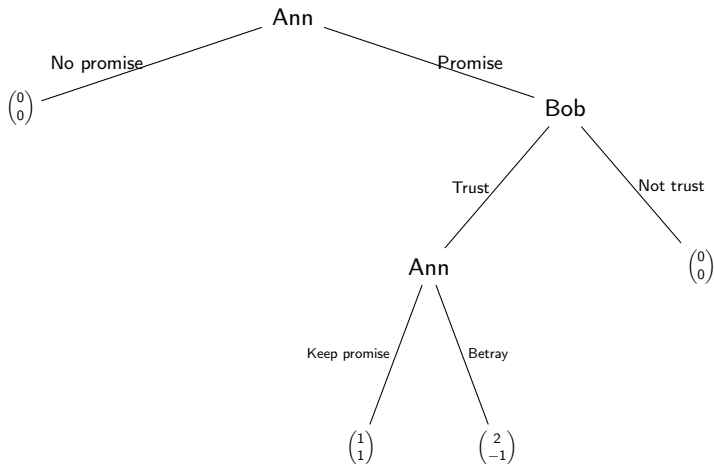 Ann
No promise
Promise
(0
0)
Bob
Trust
Not trust
Ann
(0
0)
Keep promise
Betray
(1
1)
(2
−1)